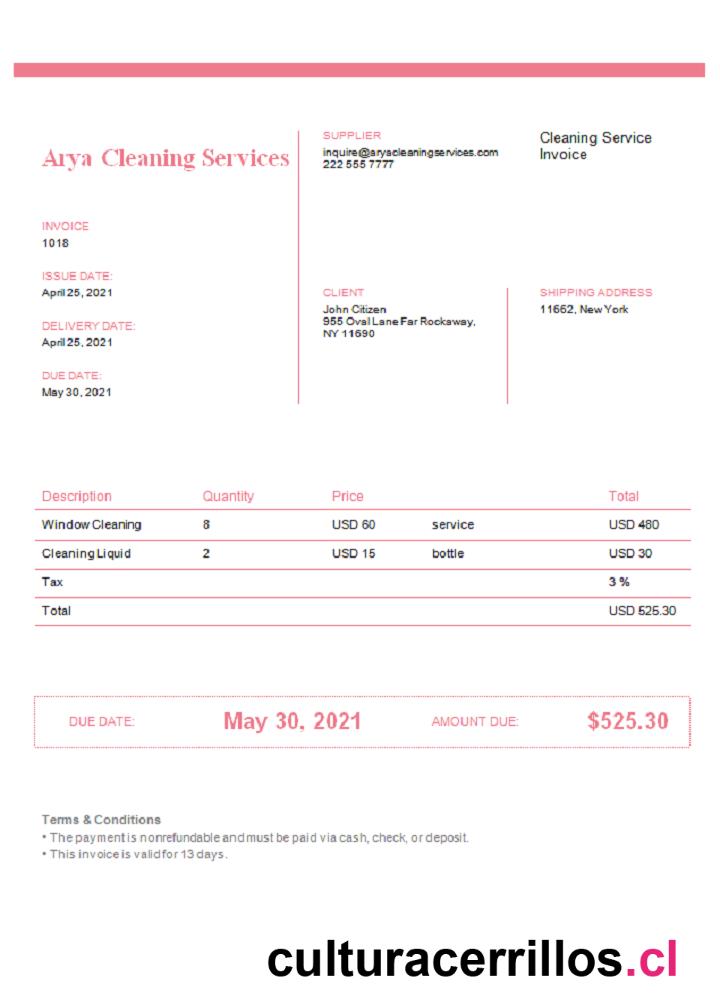 Arya Cleaning Services
SUPPLIER
inquire@aryacleaningservices.com
222 555 7777
Cleaning Service
Invoice
INVOICE
1018
ISSUE DATE:
April 25, 2021
DELIVERY DATE:
April 25, 2021
DUE DATE:
May 30, 2021
CLIENT
John Citizen
955 Oval Lane Far Rockaway,
NY 11690
SHIPPING ADDRESS
11662, New York
Description Quantity Price Total
Window Cleaning 8 USD 60 service USD 480
Cleaning Liquid 2 USD 15 bottle USD 30
Tax 3 %
Total USD 525.30
DUE DATE: May 30, 2021 AMOUNT DUE: $525.30
Terms & Conditions
• The payment is nonrefundable and must be paid via cash, check, or deposit.
• This invoice is valid for 13 days.
culturacerrillos.cl